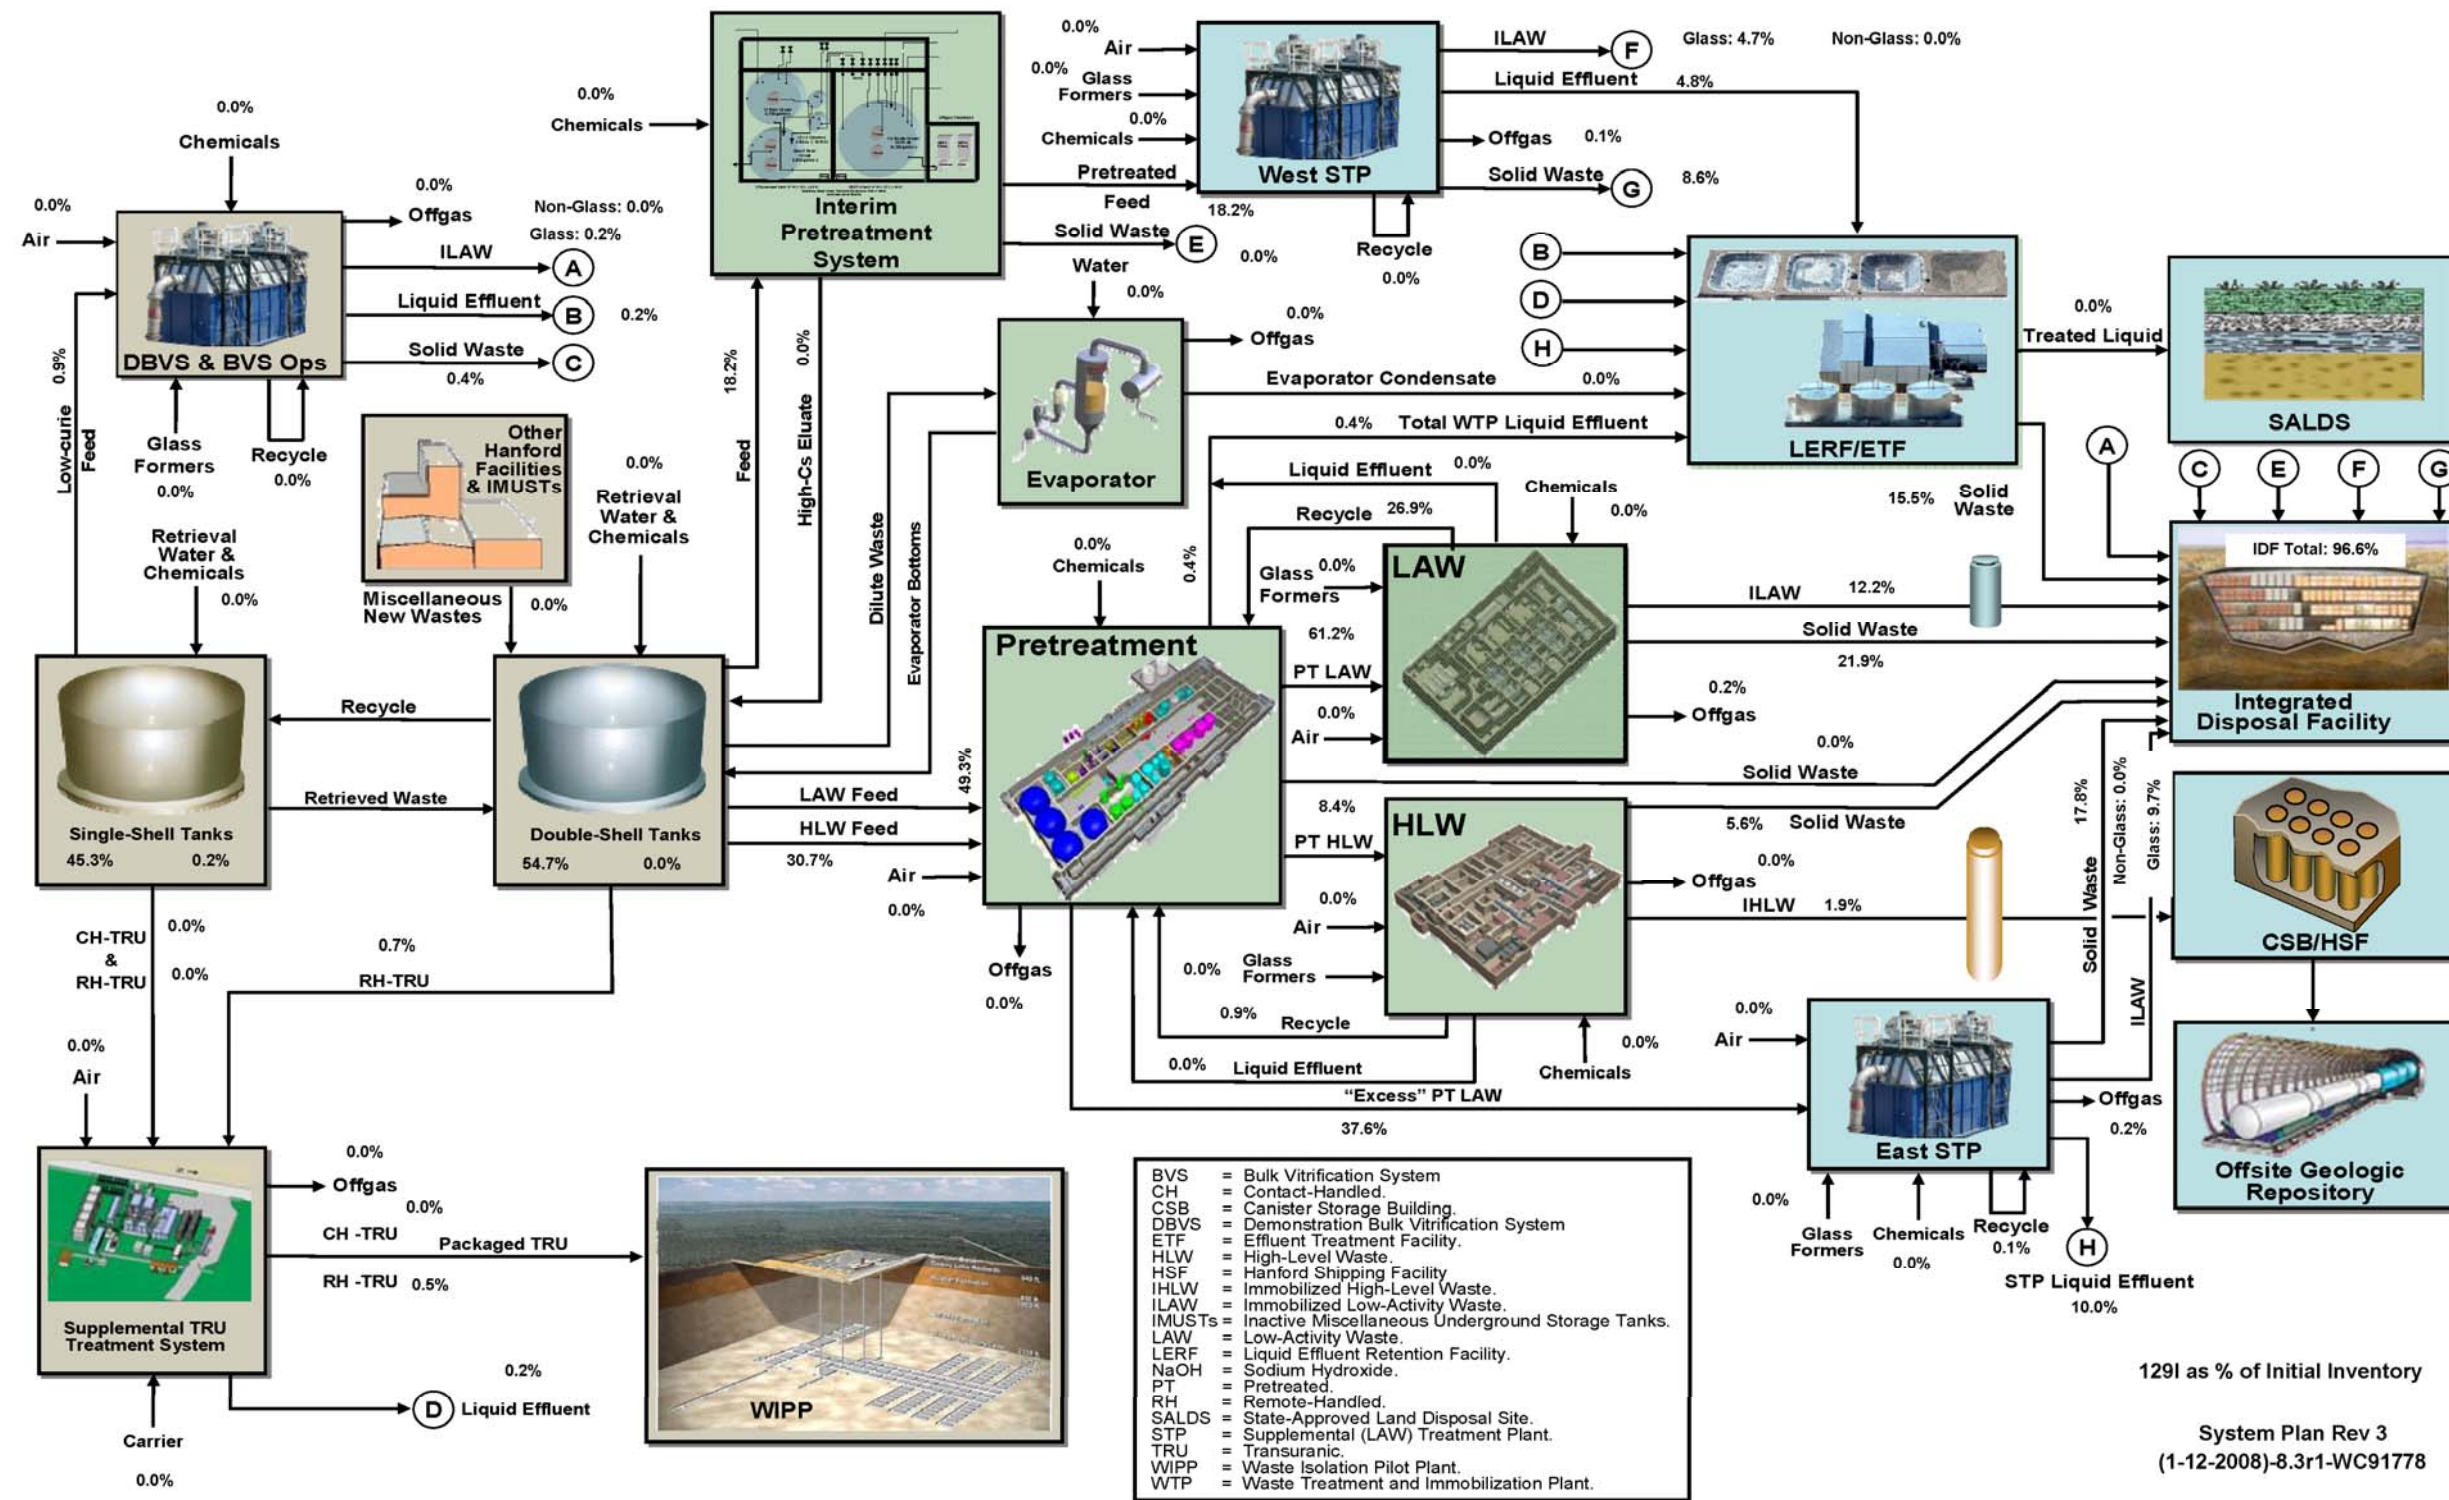 0.0%
Chemicals
0.0%
Air
0.0%
Offgas
Non-Glass: 0.0%
Glass: 0.2%
ILAW
A
Liquid Effluent
B
0.2%
Solid Waste
C
0.4%
DBVS & BVS Ops
Low-curie
Feed
0.9%
Glass
Formers
0.0%
Recycle
0.0%
0.0%
Chemicals
Interim
Pretreatment
System
Pretreated
Feed
18.2%
Solid Waste
E
0.0%
Feed
18.2%
High-Cs Eluate
0.0%
0.0%
Air
0.0%
Glass
Formers
0.0%
Chemicals
West STP
Recycle
0.0%
ILAW
F
Glass: 4.7%
Non-Glass: 0.0%
Liquid Effluent
4.8%
Offgas
0.1%
Solid Waste
G
8.6%
Water
0.0%
Evaporator
Offgas
0.0%
Evaporator Condensate
0.0%
Dilute Waste
Evaporator Bottoms
B
D
H
LERF/ETF
0.0%
Treated Liquid
SALDS
15.5%
Solid
Waste
0.4%
Total WTP Liquid Effluent
Liquid Effluent
0.0%
Recycle
26.9%
0.4%
Other
Hanford
Facilities
& IMUSTs
Miscellaneous
New Wastes
0.0%
0.0%
Retrieval
Water &
Chemicals
Retrieval
Water &
Chemicals
0.0%
Single-Shell Tanks
45.3%
0.2%
Recycle
Retrieved Waste
Double-Shell Tanks
54.7%
0.0%
LAW Feed
49.3%
HLW Feed
30.7%
0.0%
Chemicals
Pretreatment
Air
0.0%
Offgas
0.0%
61.2%
PT LAW
8.4%
PT HLW
Chemicals
0.0%
Glass
Formers
0.0%
0.0%
Air
LAW
ILAW
12.2%
Solid Waste
21.9%
0.2%
Offgas
0.0%
Solid Waste
HLW
5.6%
Solid Waste
0.0%
Offgas
IHLW
1.9%
0.0%
Air
0.0%
Glass
Formers
0.9%
Recycle
0.0%
Liquid Effluent
0.0%
Chemicals
"Excess" PT LAW
37.6%
A
C
E
F
G
IDF Total: 96.6%
Integrated
Disposal Facility
Solid Waste
17.8%
Non-Glass: 0.0%
Glass: 9.7%
ILAW
CSB/HSF
Offsite Geologic
Repository
0.0%
Air
East STP
0.0%
Glass
Formers
Chemicals
0.0%
Recycle
0.1%
Offgas
0.2%
H
STP Liquid Effluent
10.0%
CH-TRU
&
RH-TRU
0.0%
0.0%
0.7%
RH-TRU
0.0%
Air
Supplemental TRU
Treatment System
0.0%
Offgas
0.0%
CH -TRU
Packaged TRU
RH -TRU
0.5%
0.2%
D
Liquid Effluent
Carrier
0.0%
WIPP
BVS = Bulk Vitrification System
CH = Contact-Handled.
CSB = Canister Storage Building.
DBVS = Demonstration Bulk Vitrification System
ETF = Effluent Treatment Facility.
HLW = High-Level Waste.
HSF = Hanford Shipping Facility
IHLW = Immobilized High-Level Waste.
ILAW = Immobilized Low-Activity Waste.
IMUSTs = Inactive Miscellaneous Underground Storage Tanks.
LAW = Low-Activity Waste.
LERF = Liquid Effluent Retention Facility.
NaOH = Sodium Hydroxide.
PT = Pretreated.
RH = Remote-Handled.
SALDS = State-Approved Land Disposal Site.
STP = Supplemental (LAW) Treatment Plant.
TRU = Transuranic.
WIPP = Waste Isolation Pilot Plant.
WTP = Waste Treatment and Immobilization Plant.
129I as % of Initial Inventory
System Plan Rev 3
(1-12-2008)-8.3r1-WC91778